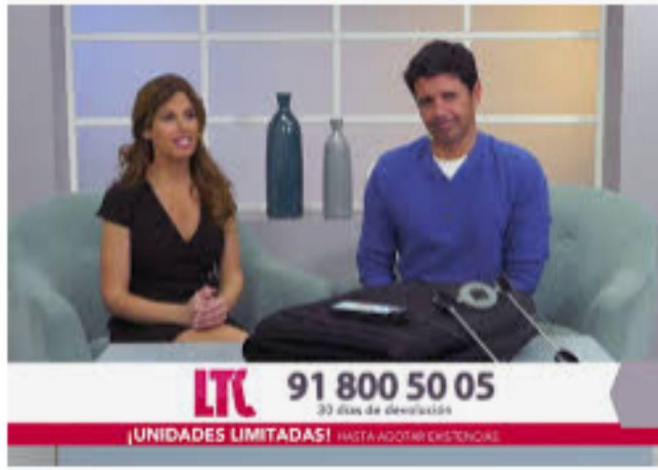 LTC
91 800 50 05
30 días de devolución
¡UNIDADES LIMITADAS! HASTA AGOTAR EXISTENCIAS